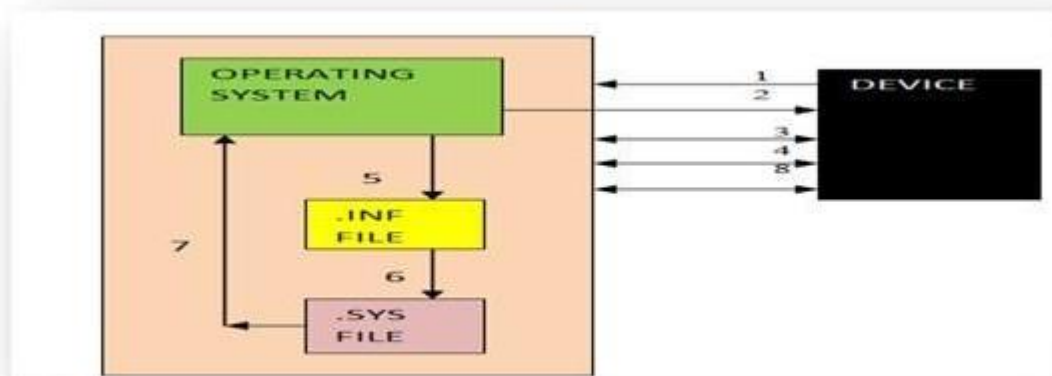 OPERATING
SYSTEM
1
2
DEVICE
3
4
8
5
.INF
FILE
7
6
.SYS
FILE